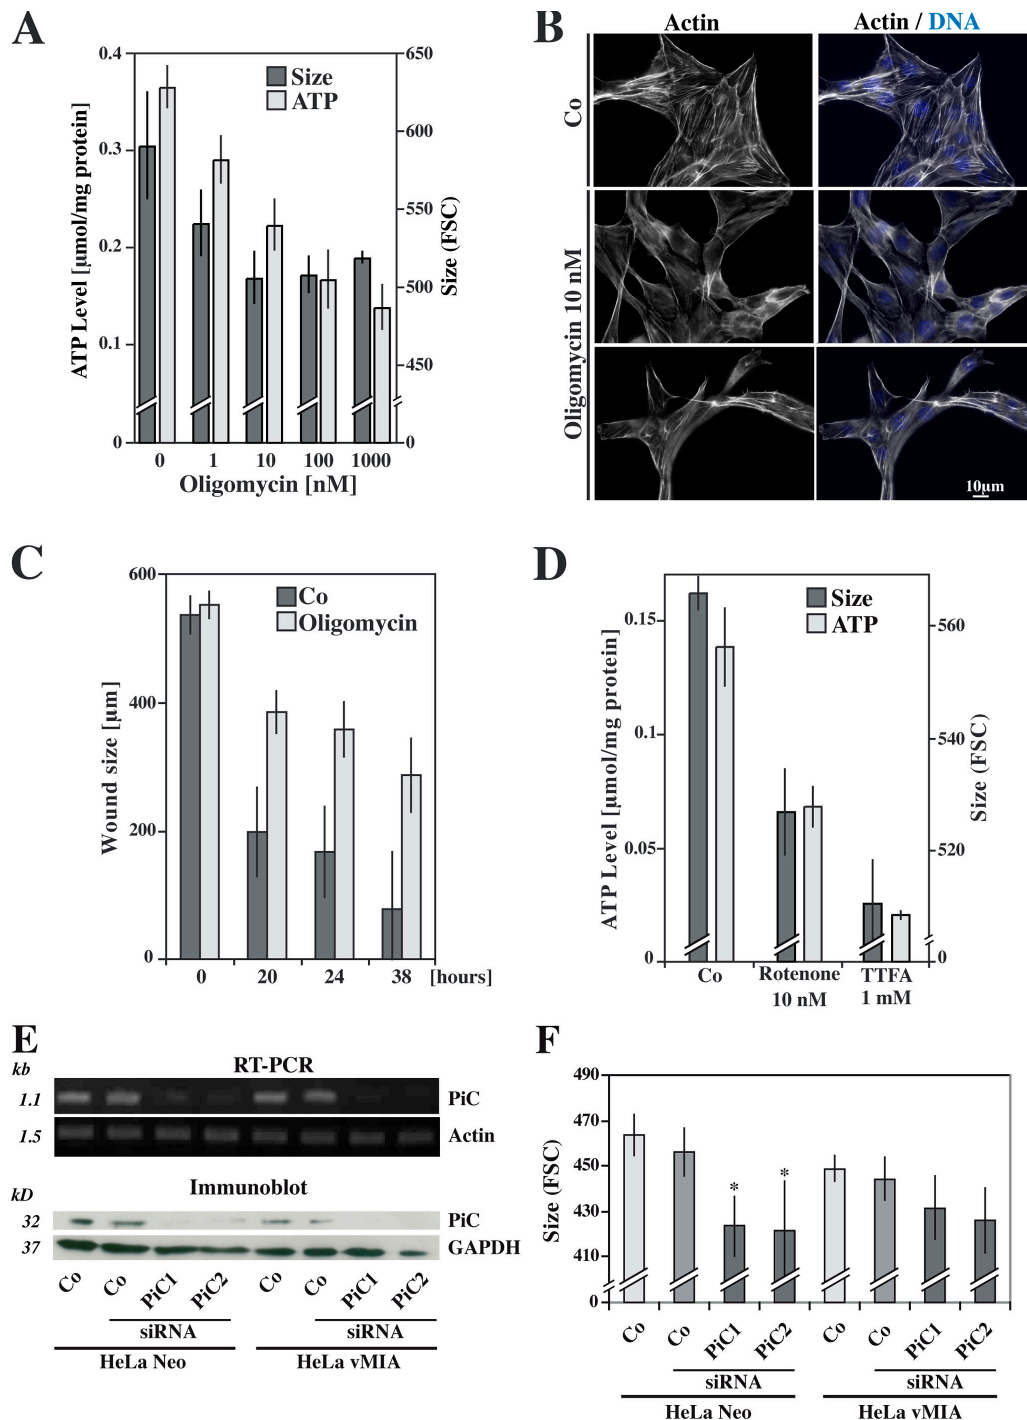 A
0.4
0.3
0.2
0.1
0
ATP Level [µmol/mg protein]
650
600
550
500
450
0
Size (FSC)
Size
ATP
0 1 10 100 1000
Oligomycin [nM]
B
Actin
Actin / DNA
Co
Oligomycin 10 nM
10µm
C
600
400
200
0
Wound size [µm]
Co
Oligomycin
0 20 24 38 [hours]
D
0.15
0.1
0.05
0
ATP Level [µmol/mg protein]
560
540
520
0
Size (FSC)
Size
ATP
Co Rotenone TTFA
10 nM 1 mM
E
RT-PCR
kb
1.1 PiC
1.5 Actin
Immunoblot
kD
32 PiC
37 GAPDH
Co Co PiC1 PiC2 Co Co PiC1 PiC2
siRNA siRNA
HeLa Neo HeLa vMIA
F
490
470
450
430
410
0
Size (FSC)
* *
Co Co PiC1 PiC2 Co Co PiC1 PiC2
siRNA siRNA
HeLa Neo HeLa vMIA